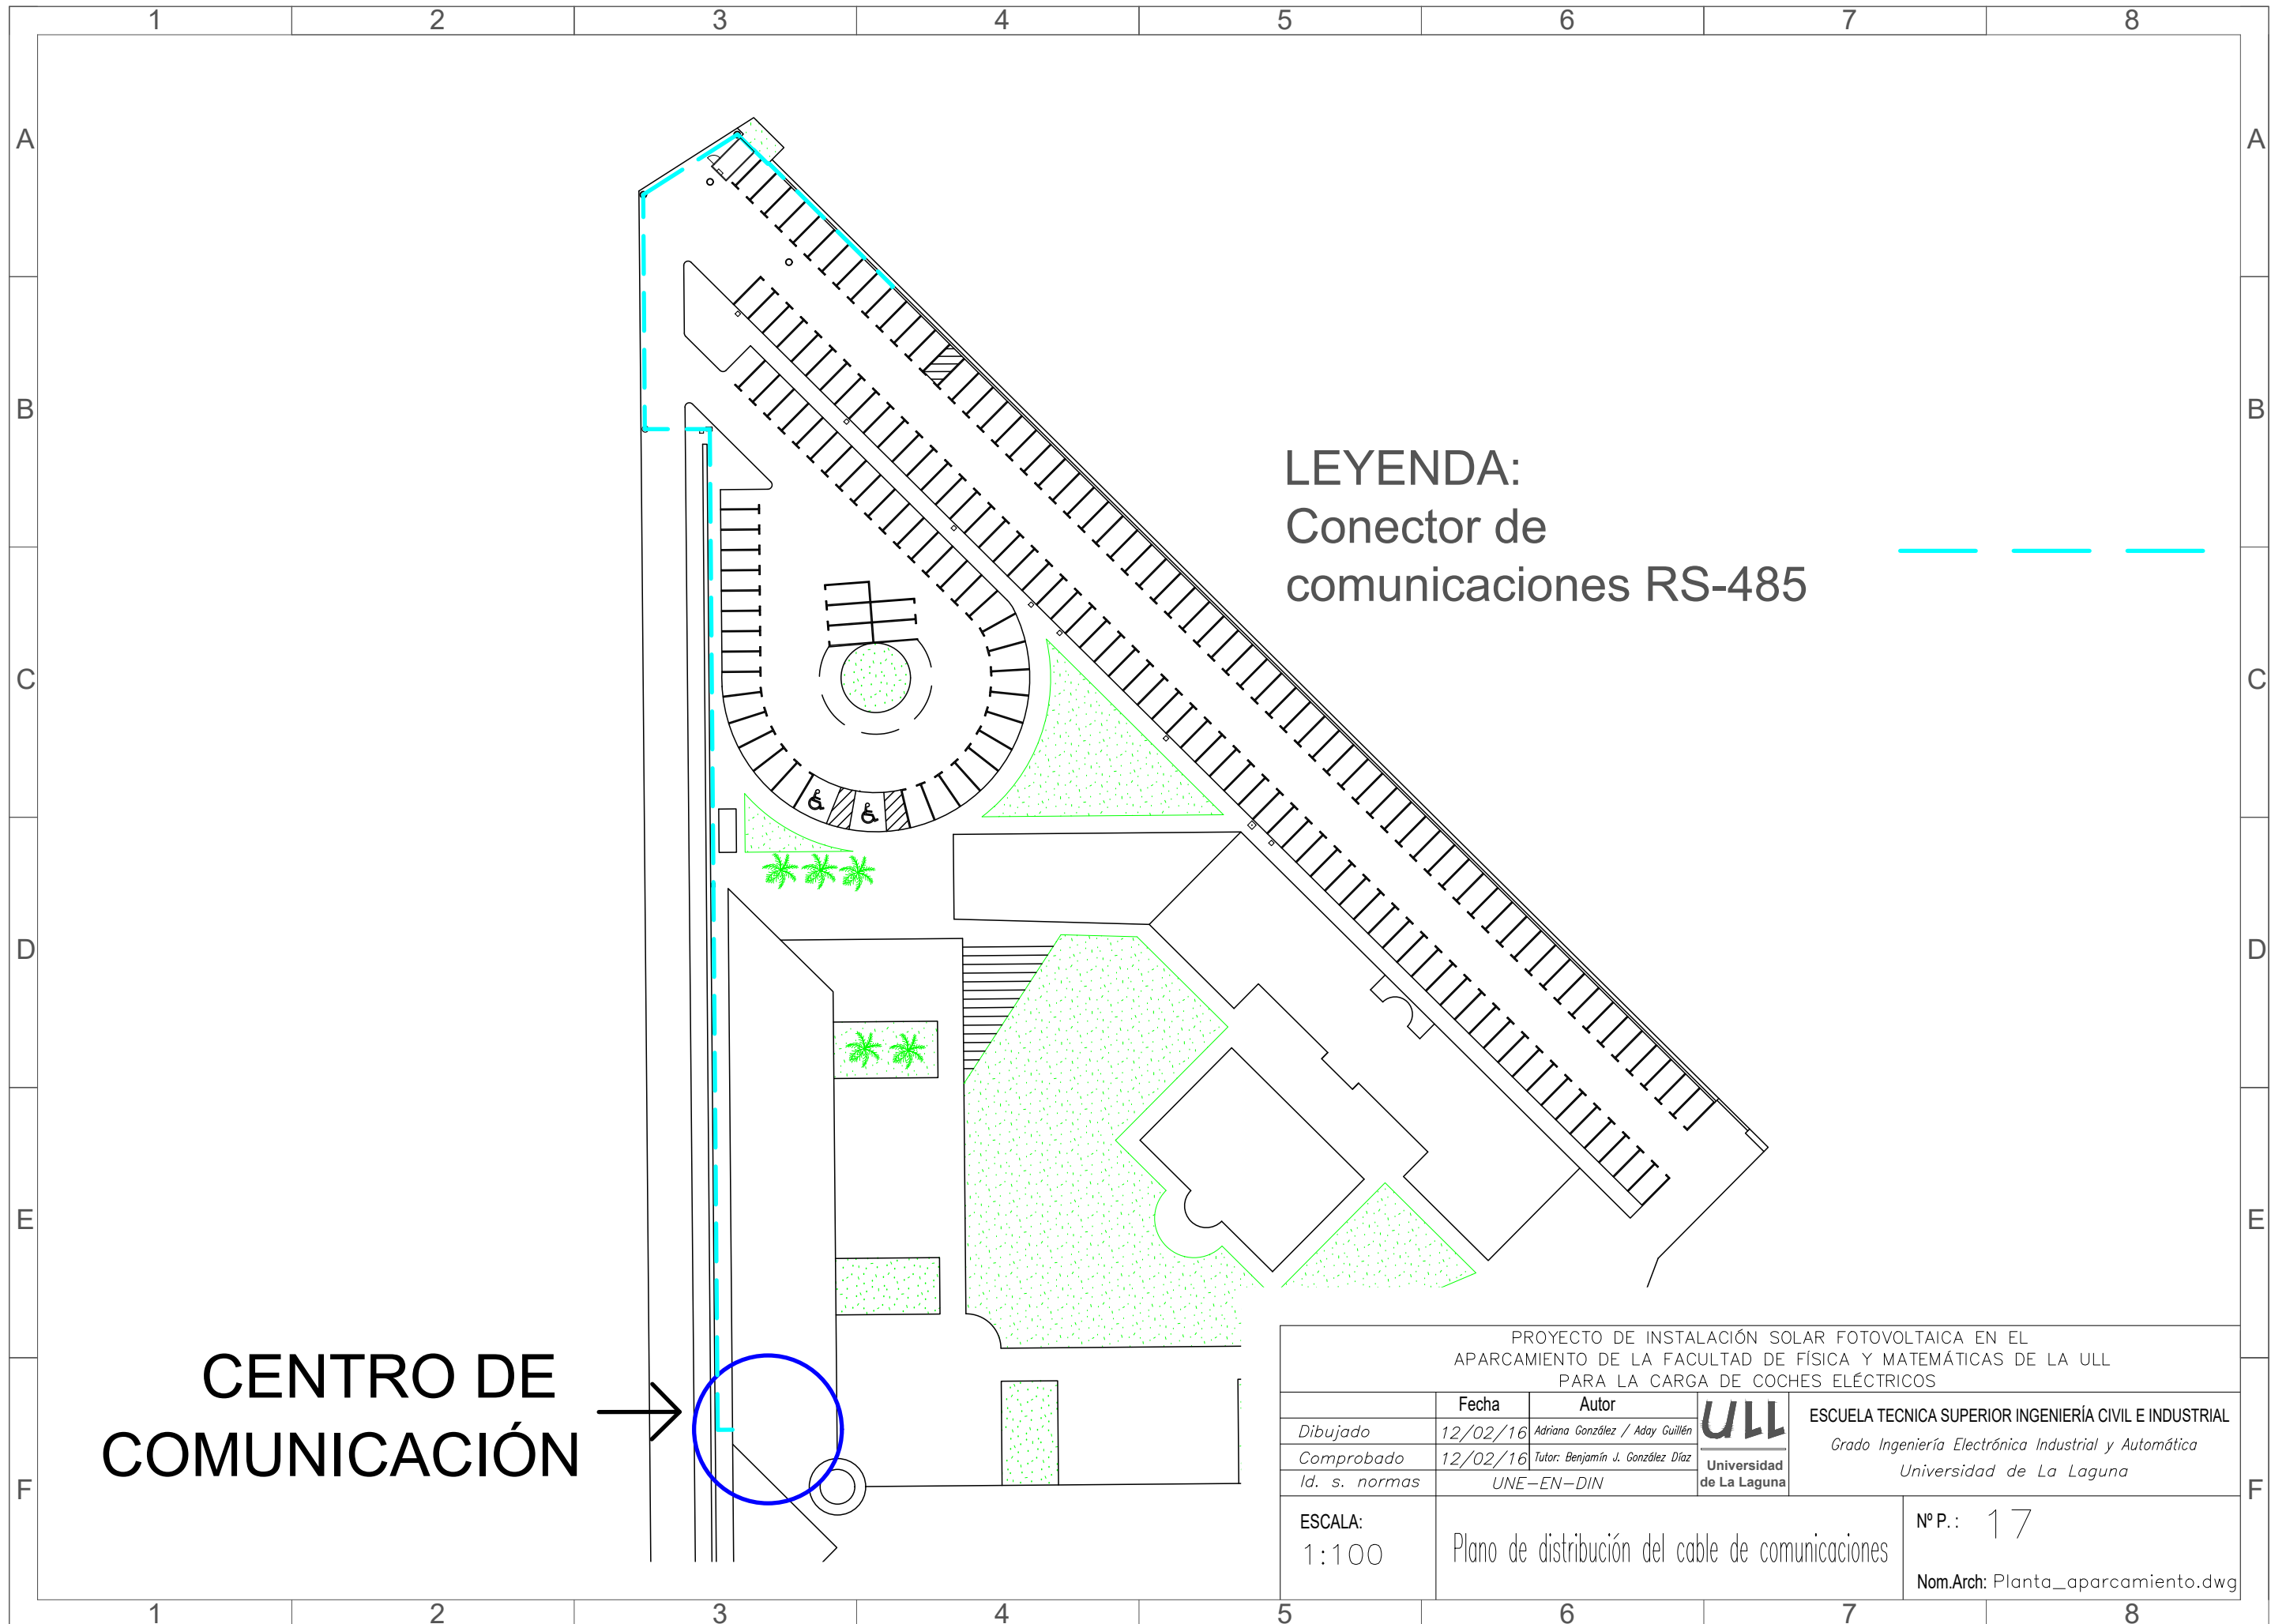 1 2 3 4 5 6 7 8
A A
B B
LEYENDA:
Conector de
comunicaciones RS-485
C C
D D
E E
CENTRO DE
COMUNICACIÓN
F F
PROYECTO DE INSTALACIÓN SOLAR FOTOVOLTAICA EN EL
APARCAMIENTO DE LA FACULTAD DE FÍSICA Y MATEMÁTICAS DE LA ULL
PARA LA CARGA DE COCHES ELÉCTRICOS
Fecha Autor
Dibujado 12/02/16 Adriana González / Aday Guillén
Comprobado 12/02/16 Tutor: Benjamín J. González Díaz
Id. s. normas UNE-EN-DIN
ULL
Universidad
de La Laguna
ESCUELA TECNICA SUPERIOR INGENIERÍA CIVIL E INDUSTRIAL
Grado Ingeniería Electrónica Industrial y Automática
Universidad de La Laguna
ESCALA:
1:100
Plano de distribución del cable de comunicaciones
Nº P.: 17
Nom.Arch: Planta_aparcamiento.dwg
1 2 3 4 5 6 7 8